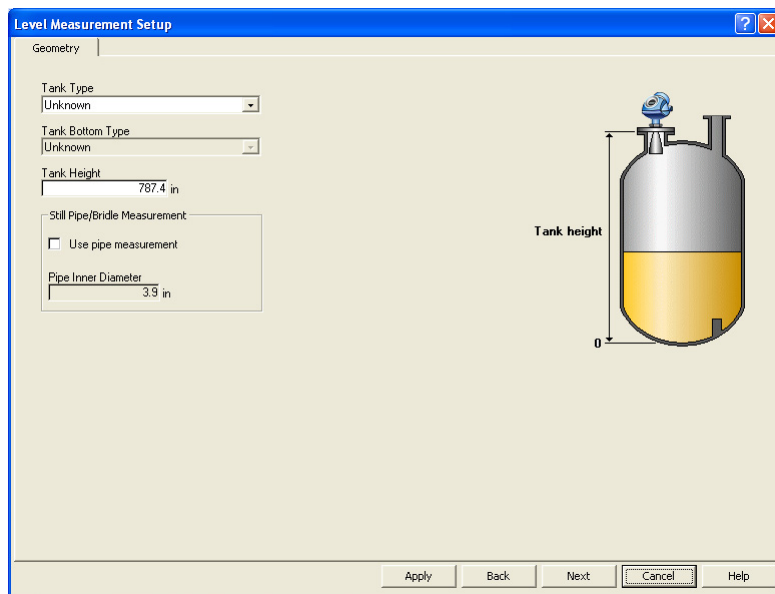 Level Measurement Setup
Geometry
Tank Type
Unknown
Tank Bottom Type
Unknown
Tank Height
787.4 in
Still Pipe/Bridle Measurement
Use pipe measurement
Pipe Inner Diameter
3.9 in
Tank height
0
Apply Back Next Cancel Help